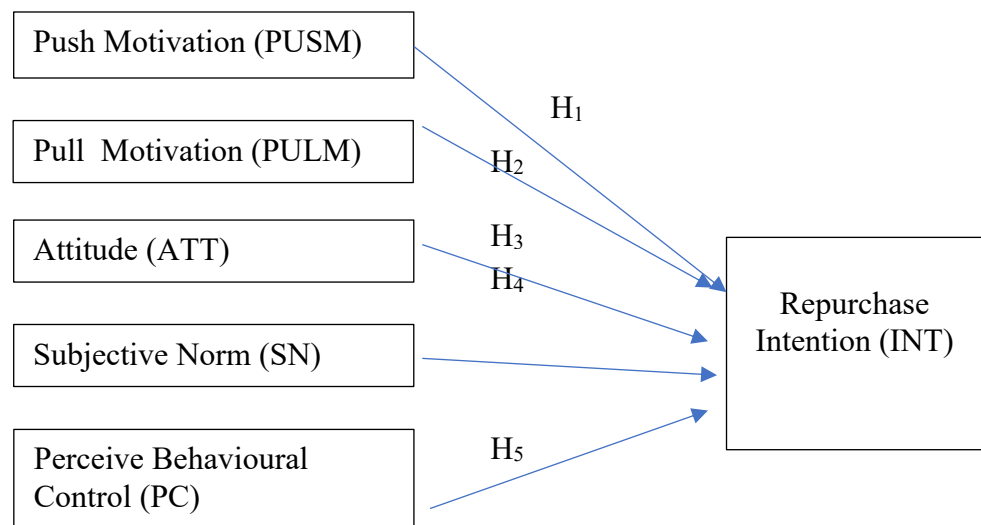 Push Motivation (PUSM)
H₁
Pull  Motivation (PULM)
H₂
Attitude (ATT)
H₃
H₄
Subjective Norm (SN)
Perceive Behavioural
Control (PC)
H₅
Repurchase
Intention (INT)